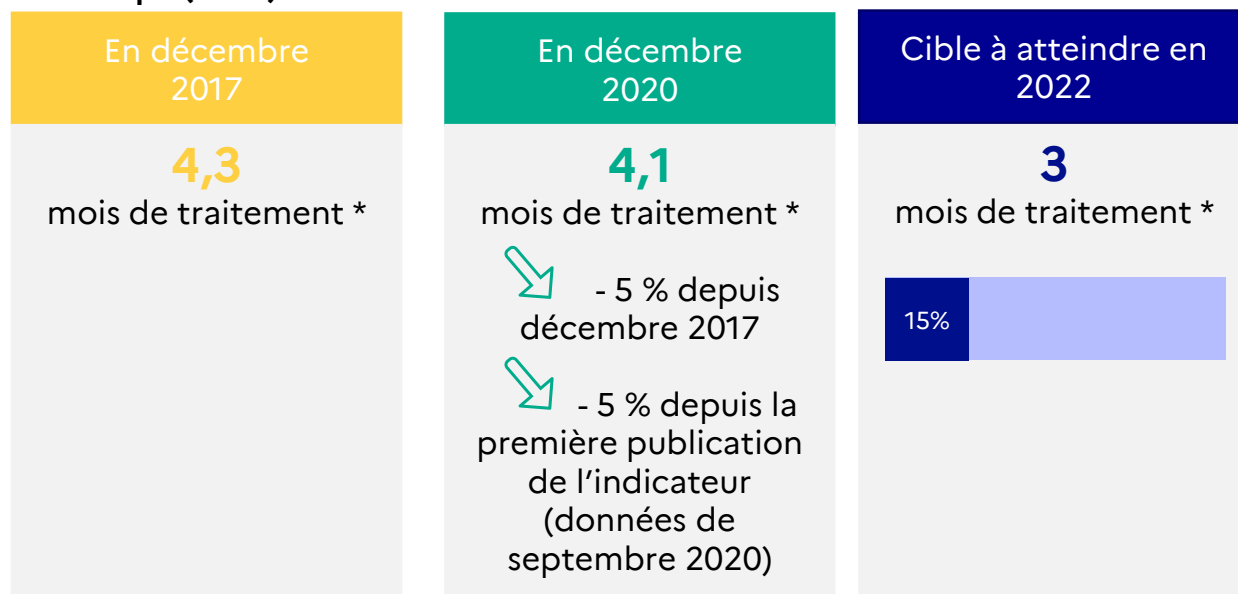 En décembre
2017
4,3
mois de traitement *
En décembre
2020
4,1
mois de traitement *
- 5 % depuis
décembre 2017
- 5 % depuis la
première publication
de l’indicateur
(données de
septembre 2020)
Cible à atteindre en
2022
3
mois de traitement *
15%